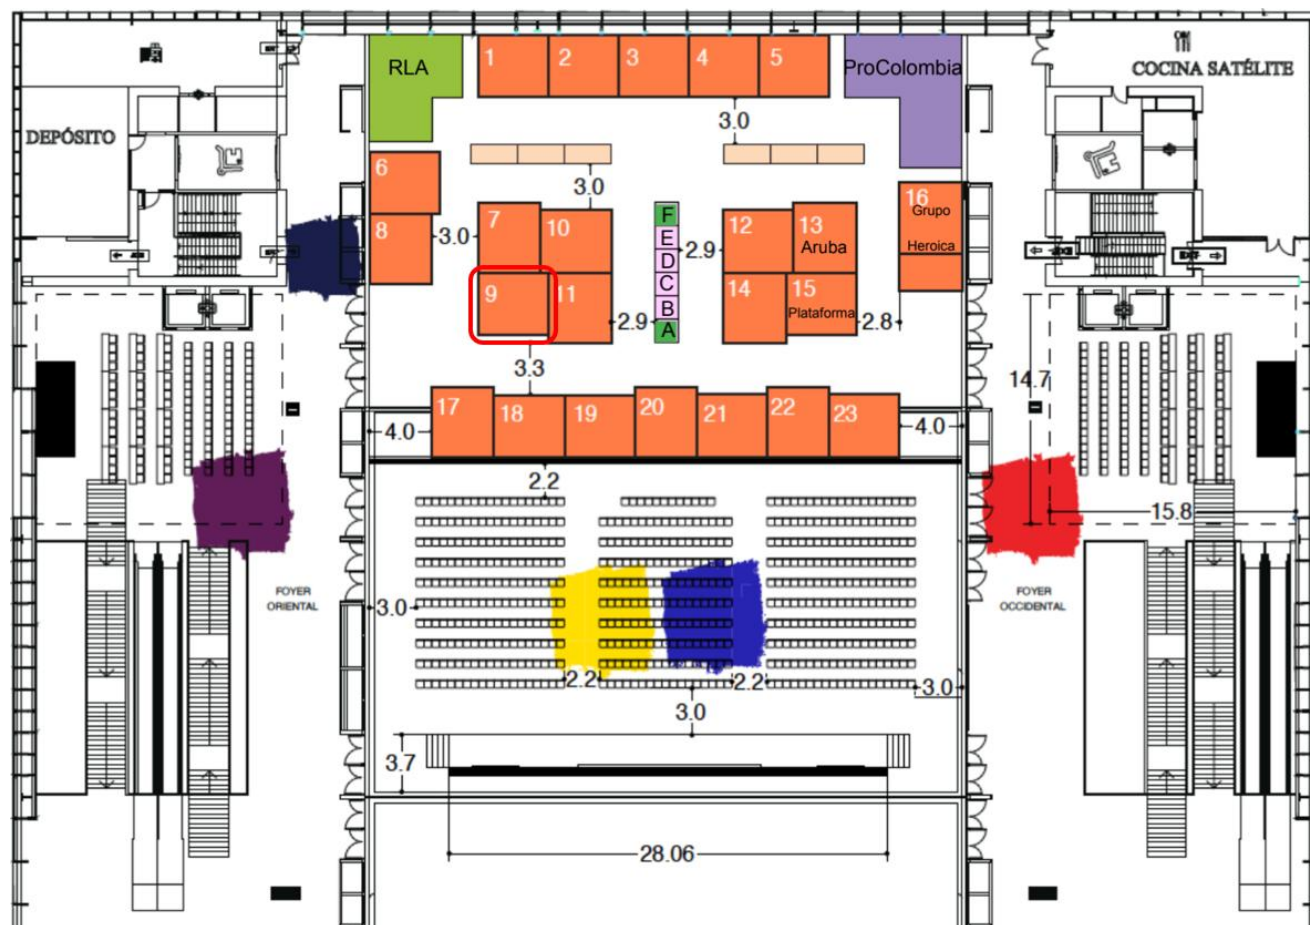 RLA
1
2
3
4
5
ProColombia
COCINA SATÉLITE
DEPÓSITO
3.0
6
3.0
16
Grupo
Heroica
7
10
F
12
13
Aruba
8
3.0
E
2.9
D
C
B
A
9
11
2.9
14
15
Plataforma
2.8
3.3
14.7
17
18
19
20
21
22
23
4.0
4.0
2.2
15.8
FOYER
ORIENTAL
FOYER
OCCIDENTAL
3.0
2.2
2.2
3.0
3.0
3.7
28.06